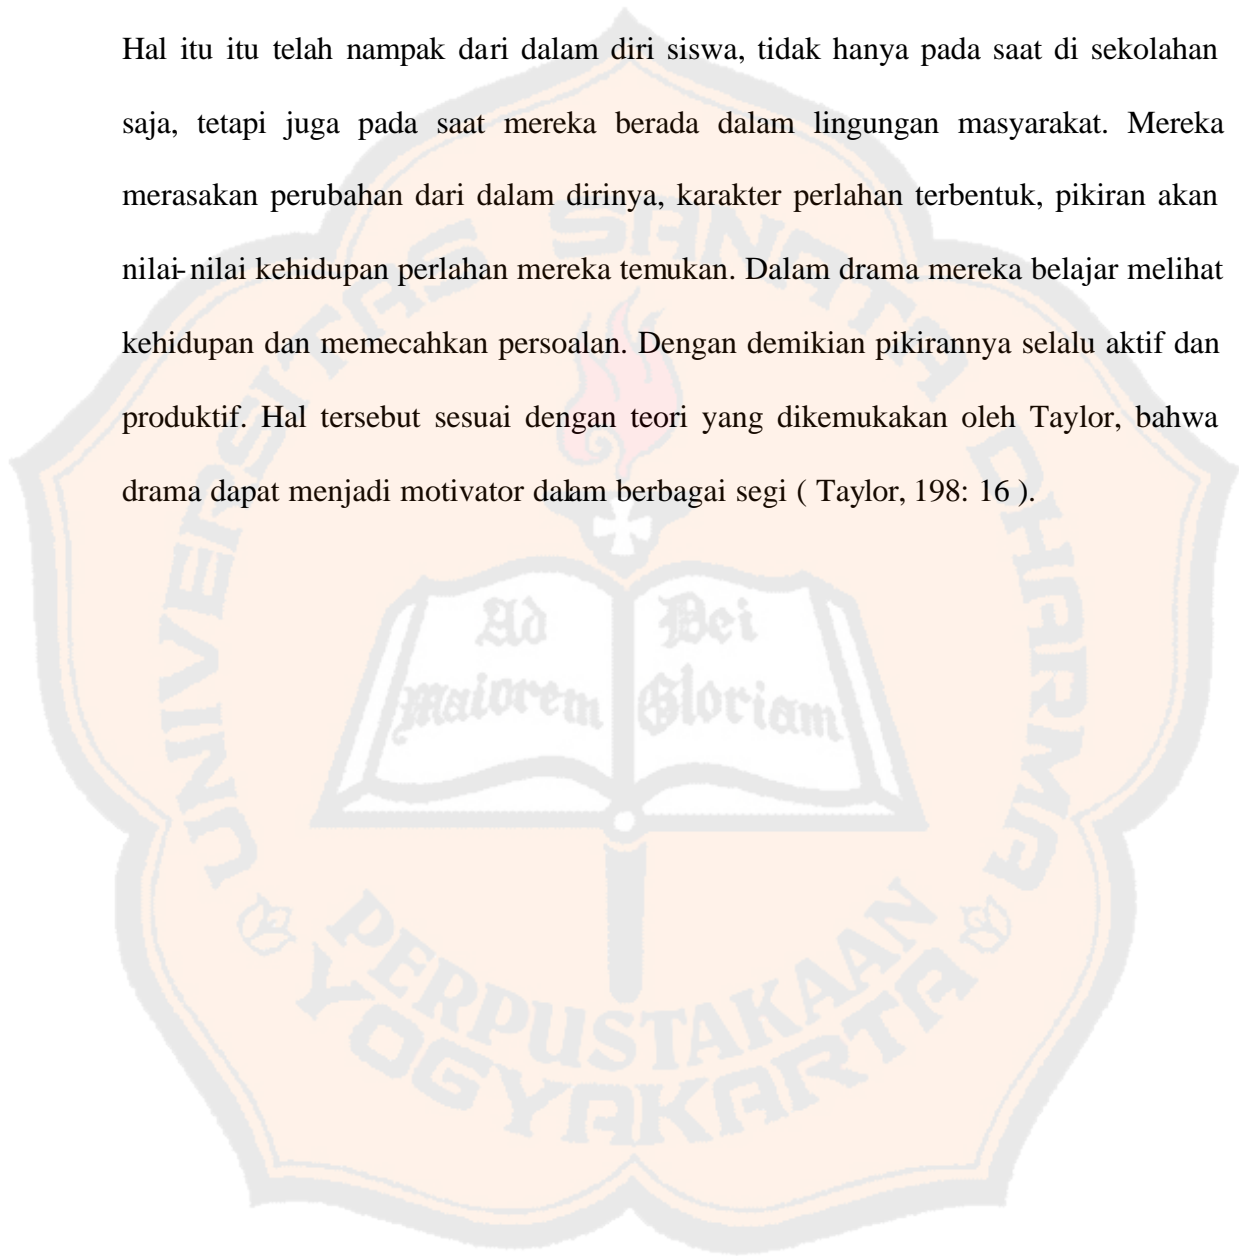 Hal itu itu telah nampak dari dalam diri siswa, tidak hanya pada saat di sekolahan
saja, tetapi juga pada saat mereka berada dalam lingungan masyarakat. Mereka
merasakan perubahan dari dalam dirinya, karakter perlahan terbentuk, pikiran akan
nilai-nilai kehidupan perlahan mereka temukan. Dalam drama mereka belajar melihat
kehidupan dan memecahkan persoalan. Dengan demikian pikirannya selalu aktif dan
produktif. Hal tersebut sesuai dengan teori yang dikemukakan oleh Taylor, bahwa
drama dapat menjadi motivator dalam berbagai segi ( Taylor, 198: 16 ).
UNIVERSITAS SANATA DHARMA
Ad Dei
maiorem Gloriam
PERPUSTAKAAN
YOGYAKARTA